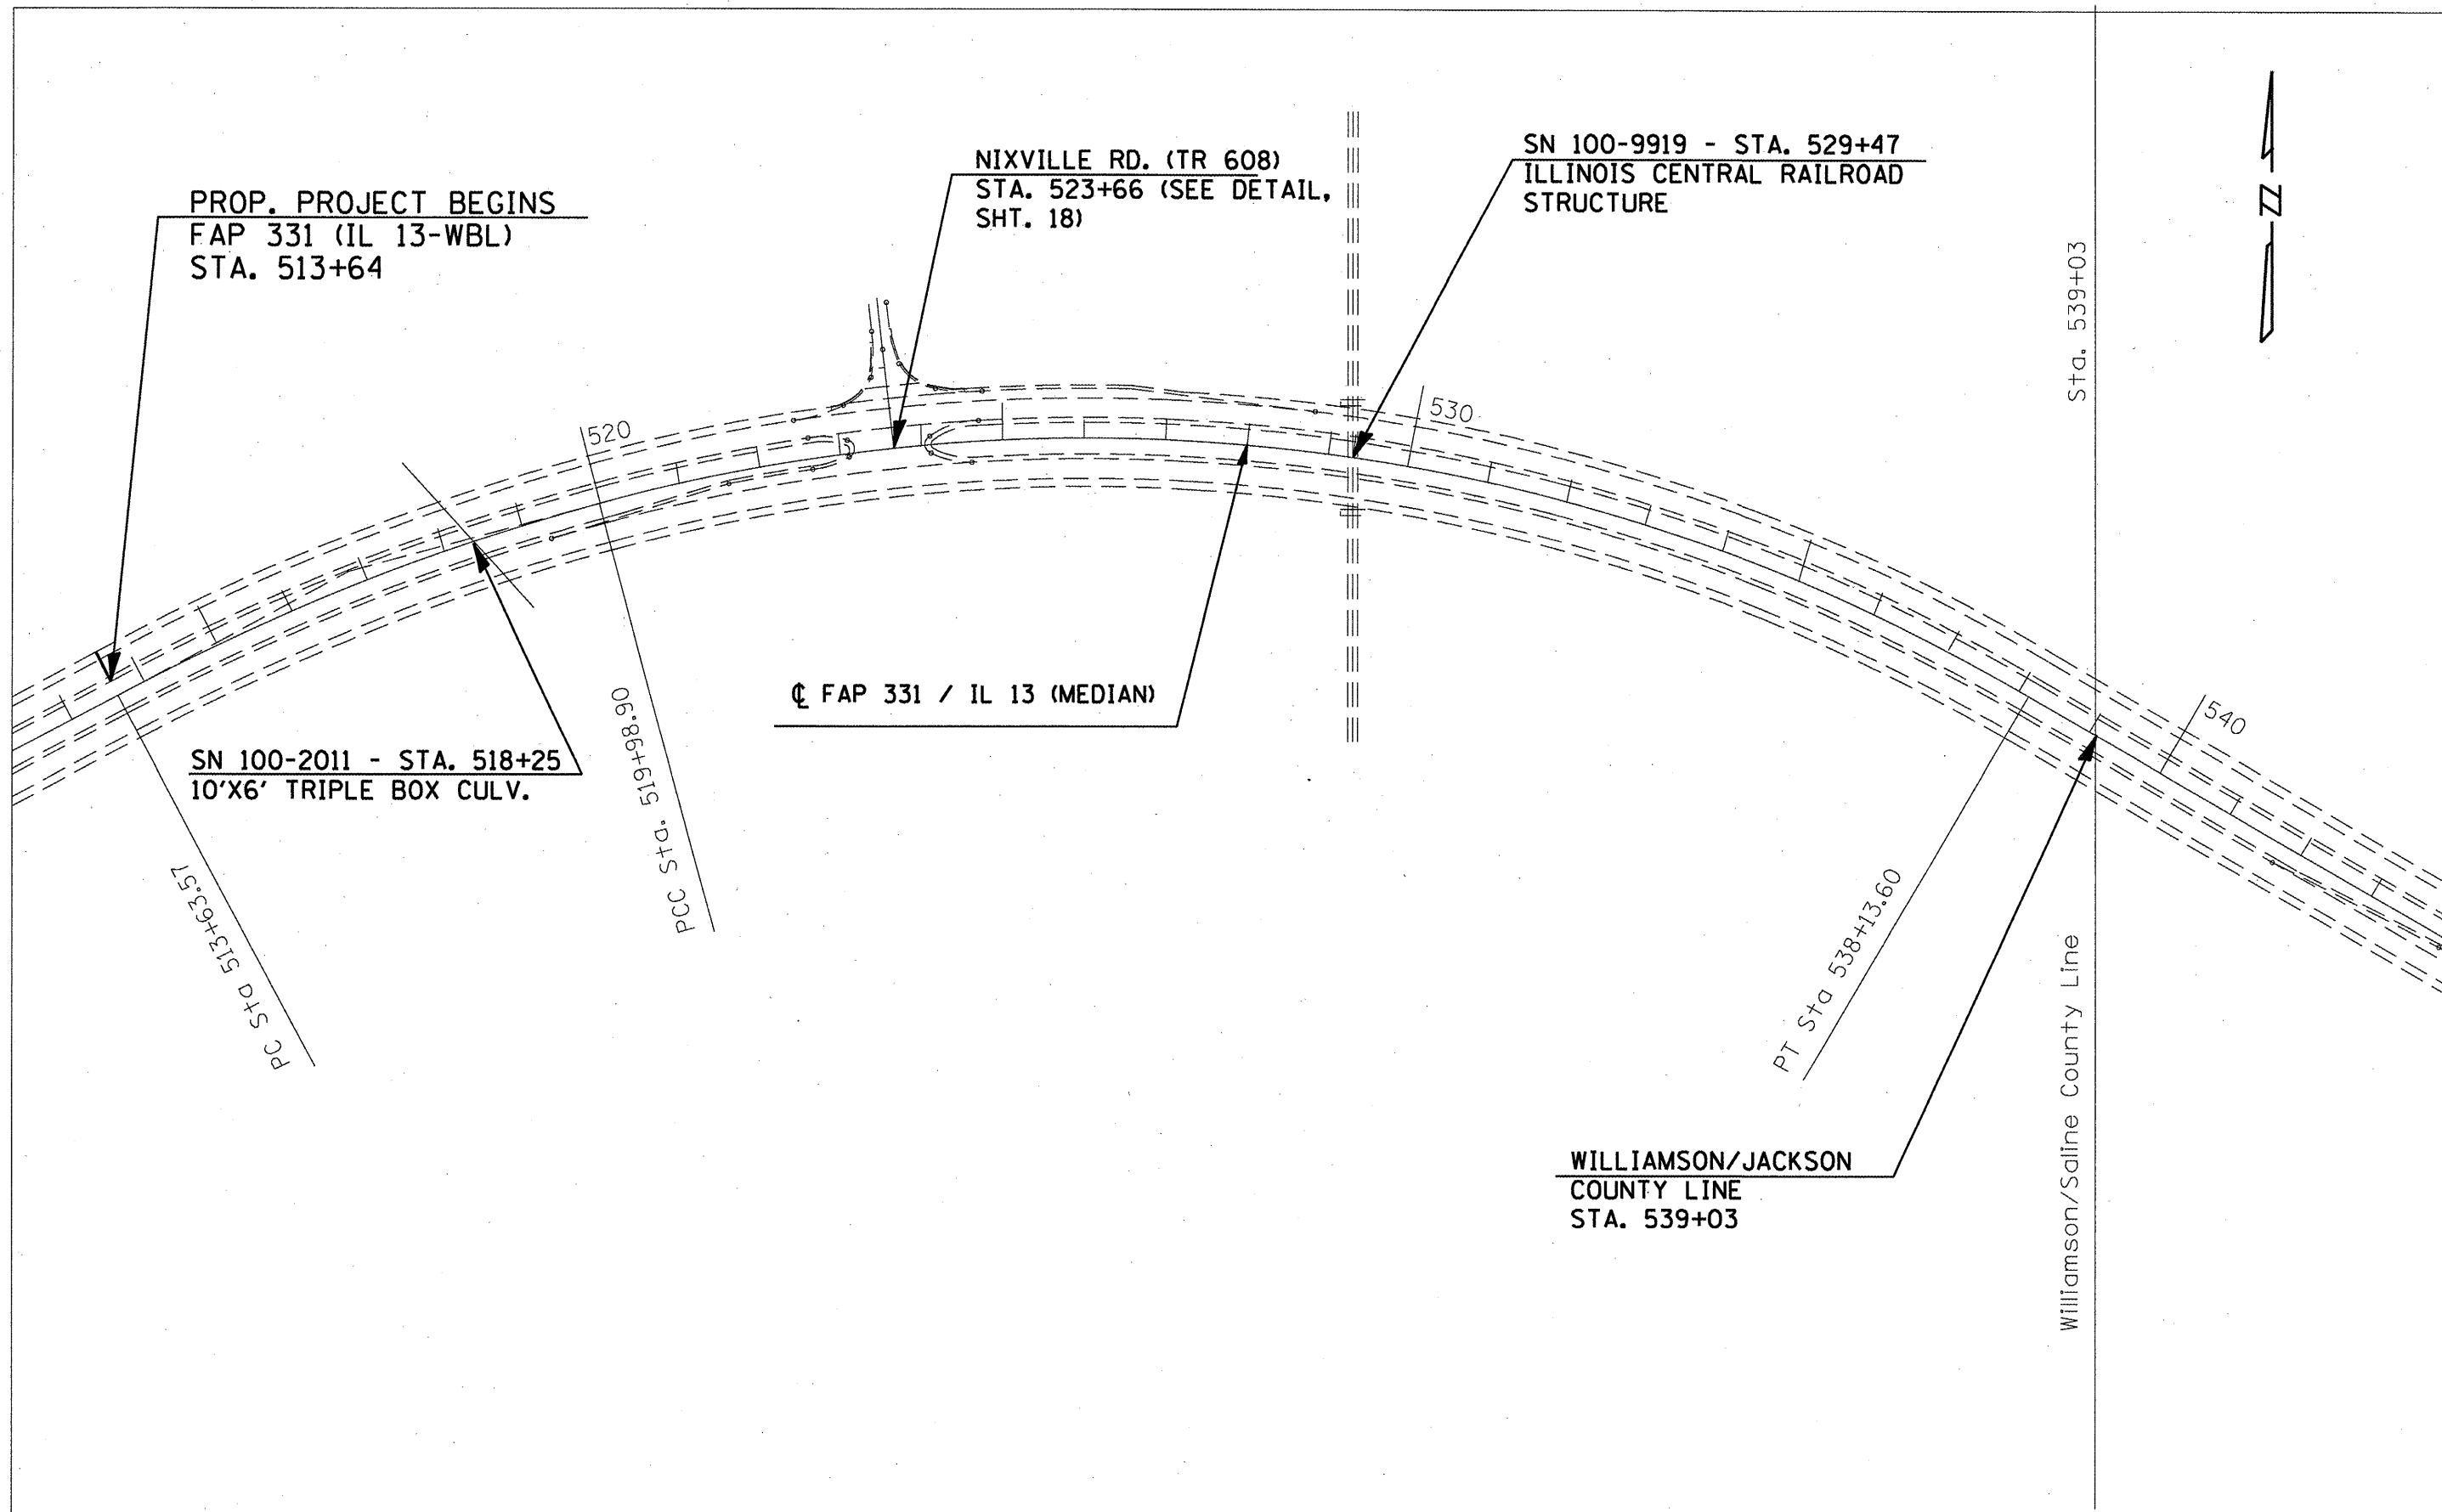 PROP. PROJECT BEGINS
FAP 331 (IL 13-WBL)
STA. 513+64
NIXVILLE RD. (TR 608)
STA. 523+66 (SEE DETAIL,
SHT. 18)
SN 100-9919 - STA. 529+47
ILLINOIS CENTRAL RAILROAD
STRUCTURE
Sta. 539+03
N
520
530
540
℄ FAP 331 / IL 13 (MEDIAN)
SN 100-2011 - STA. 518+25
10'X6' TRIPLE BOX CULV.
PC Sta 513+63.57
PCC Sta. 519+98.90
PT Sta 538+13.60
Williamson/Saline County Line
WILLIAMSON/JACKSON
COUNTY LINE
STA. 539+03